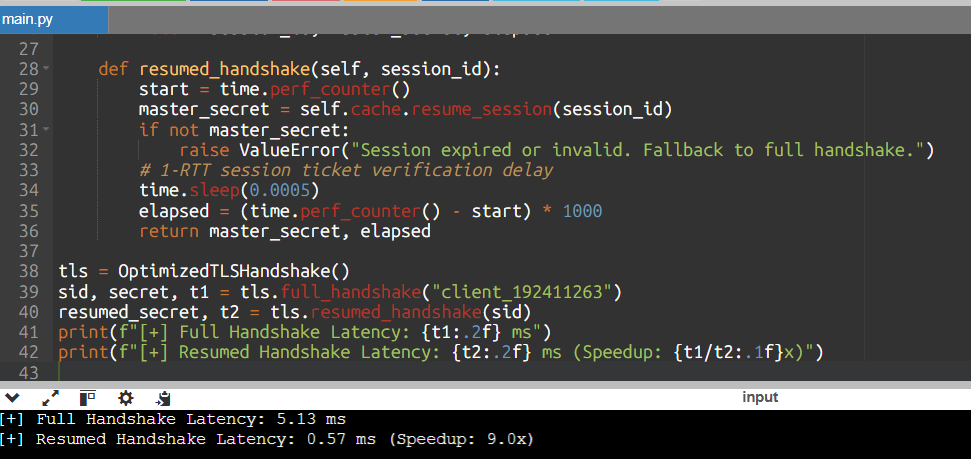 main.py
27
28 def resumed_handshake(self, session_id):
29 start = time.perf_counter()
30 master_secret = self.cache.resume_session(session_id)
31 if not master_secret:
32 raise ValueError("Session expired or invalid. Fallback to full handshake.")
33 # 1-RTT session ticket verification delay
34 time.sleep(0.0005)
35 elapsed = (time.perf_counter() - start) * 1000
36 return master_secret, elapsed
37
38 tls = OptimizedTLSHandshake()
39 sid, secret, t1 = tls.full_handshake("client_192411263")
40 resumed_secret, t2 = tls.resumed_handshake(sid)
41 print(f"[+] Full Handshake Latency: {t1:.2f} ms")
42 print(f"[+] Resumed Handshake Latency: {t2:.2f} ms (Speedup: {t1/t2:.1f}x)")
43
input
[+] Full Handshake Latency: 5.13 ms
[+] Resumed Handshake Latency: 0.57 ms (Speedup: 9.0x)